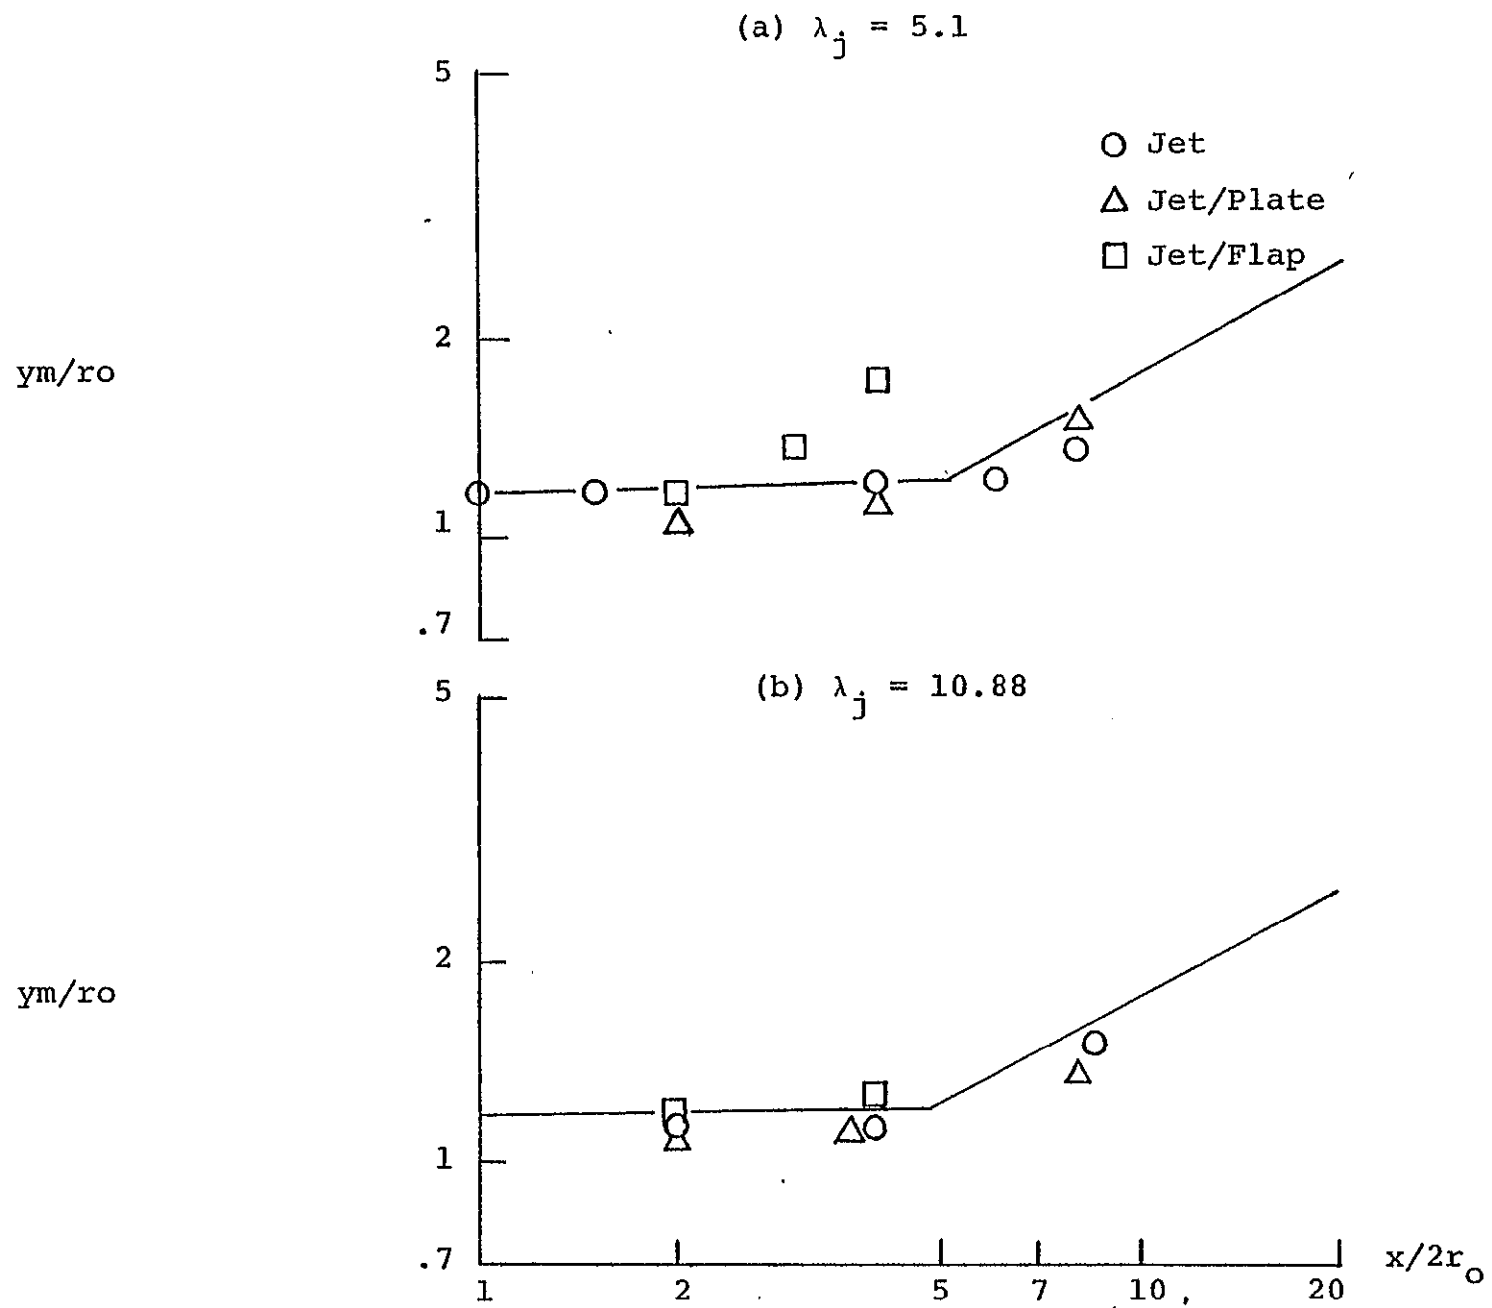 (a) λj = 5.1
5
Jet
Jet/Plate
Jet/Flap
2
ym/ro
1
.7
(b) λj = 10.88
5
2
ym/ro
1
.7
x/2ro
1 2 5 7 10 20